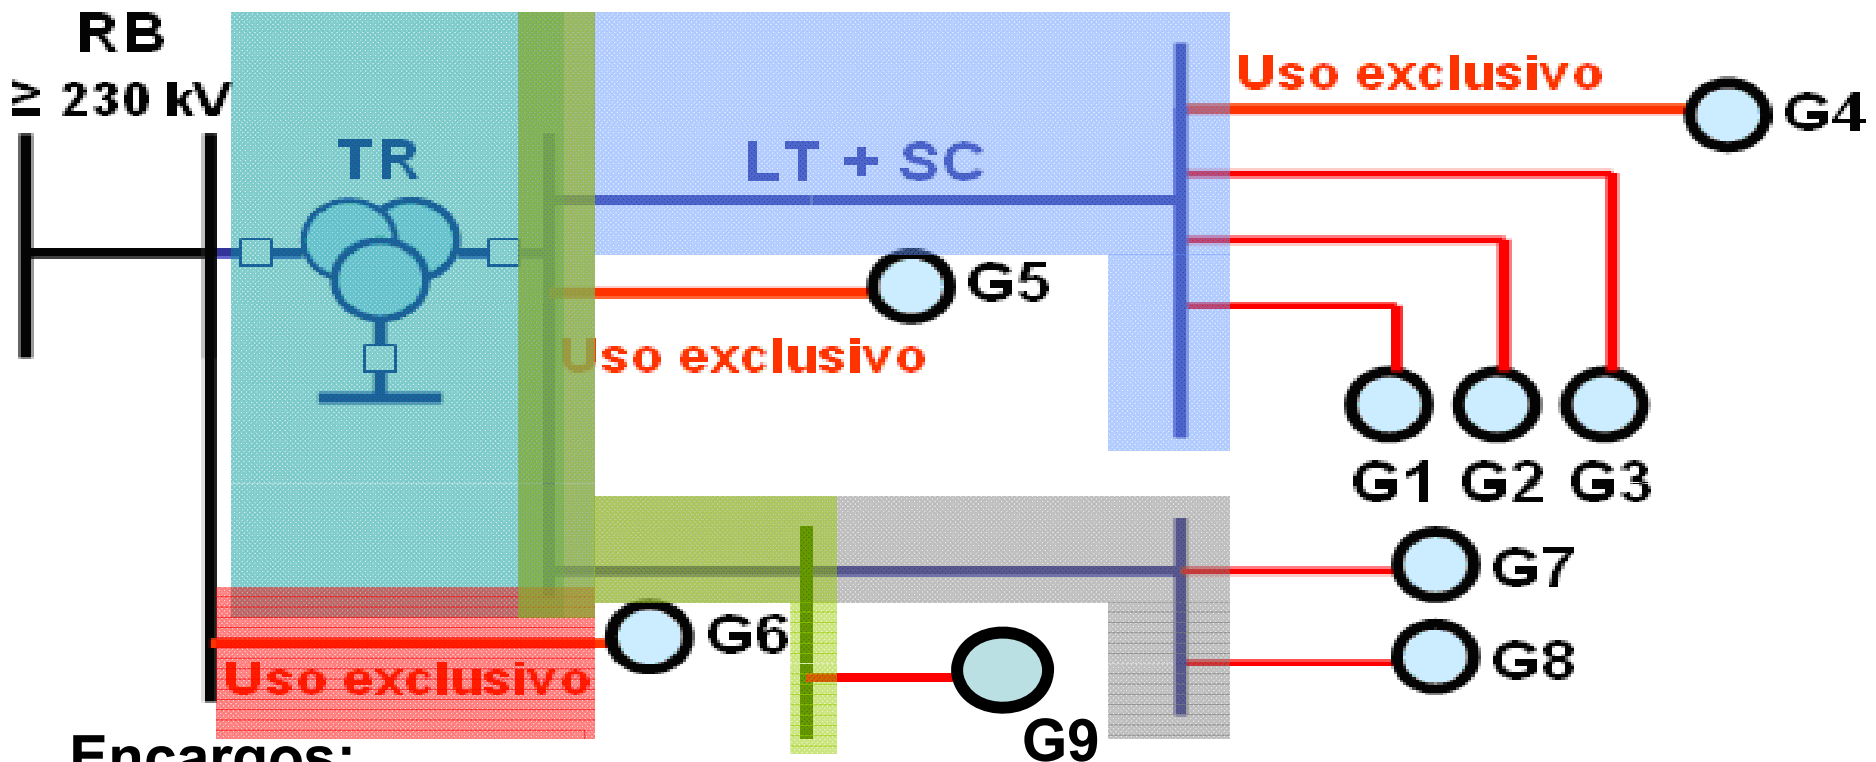 RB
≥ 230 kV
TR
LT + SC
Uso exclusivo
G4
G5
Uso exclusivo
G1 G2 G3
G7
G6
G8
Uso exclusivo
G9
Encargos: